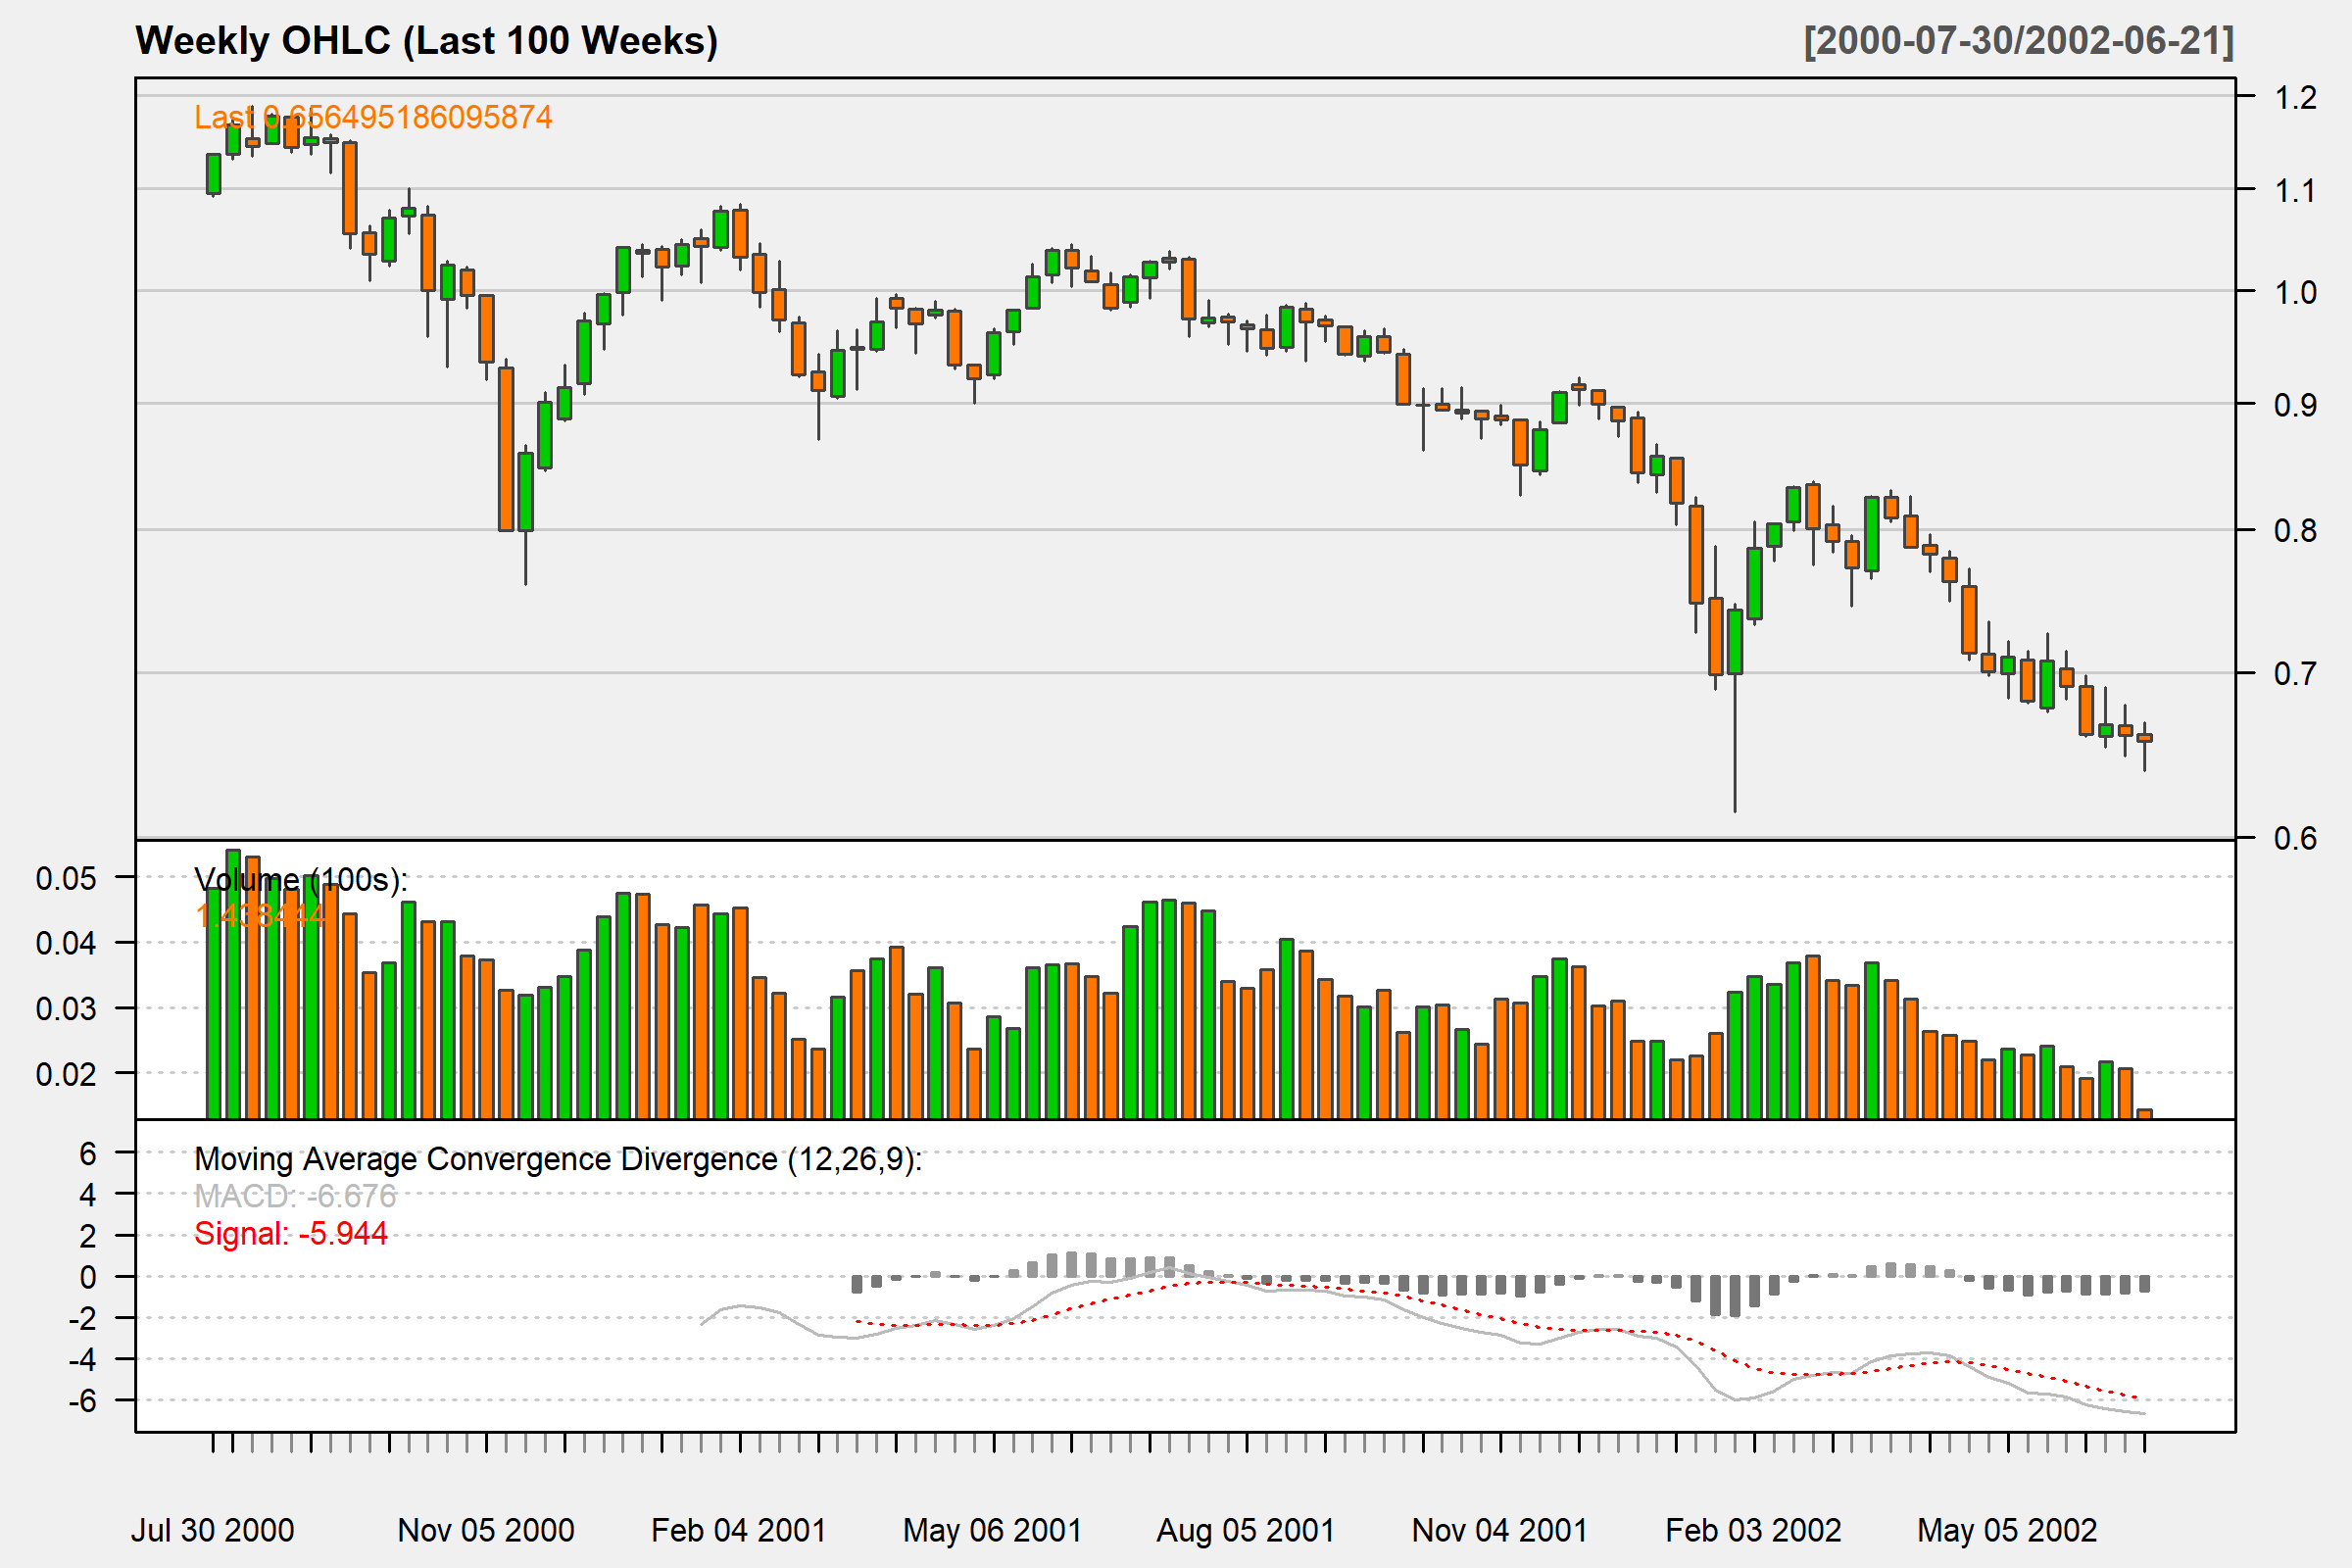 Weekly OHLC (Last 100 Weeks) [2000-07-30/2002-06-21]
Last 0.656495186095874
1.2
1.1
1.0
0.9
0.8
0.7
0.6
Volume (100s):
1.438444
0.05
0.04
0.03
0.02
Moving Average Convergence Divergence (12,26,9):
MACD: -6.676
Signal: -5.944
6
4
2
0
-2
-4
-6
Jul 30 2000 Nov 05 2000 Feb 04 2001 May 06 2001 Aug 05 2001 Nov 04 2001 Feb 03 2002 May 05 2002